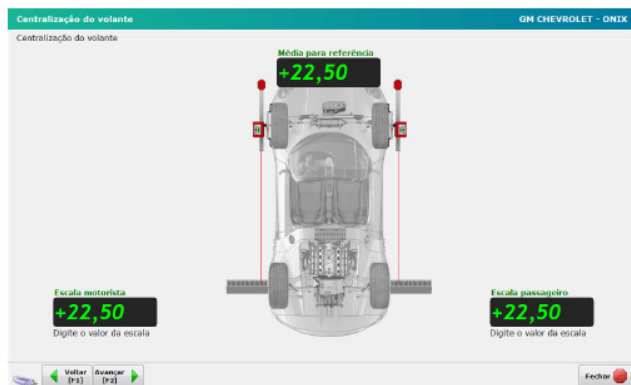 Centralização do volante
GM CHEVROLET - ONIX
Centralização do volante
Média para referência
+22,50
Escala motorista
+22,50
Digite o valor da escala
Escala passageiro
+22,50
Digite o valor da escala
Voltar
(F1)
Avançar
(F2)
Fechar